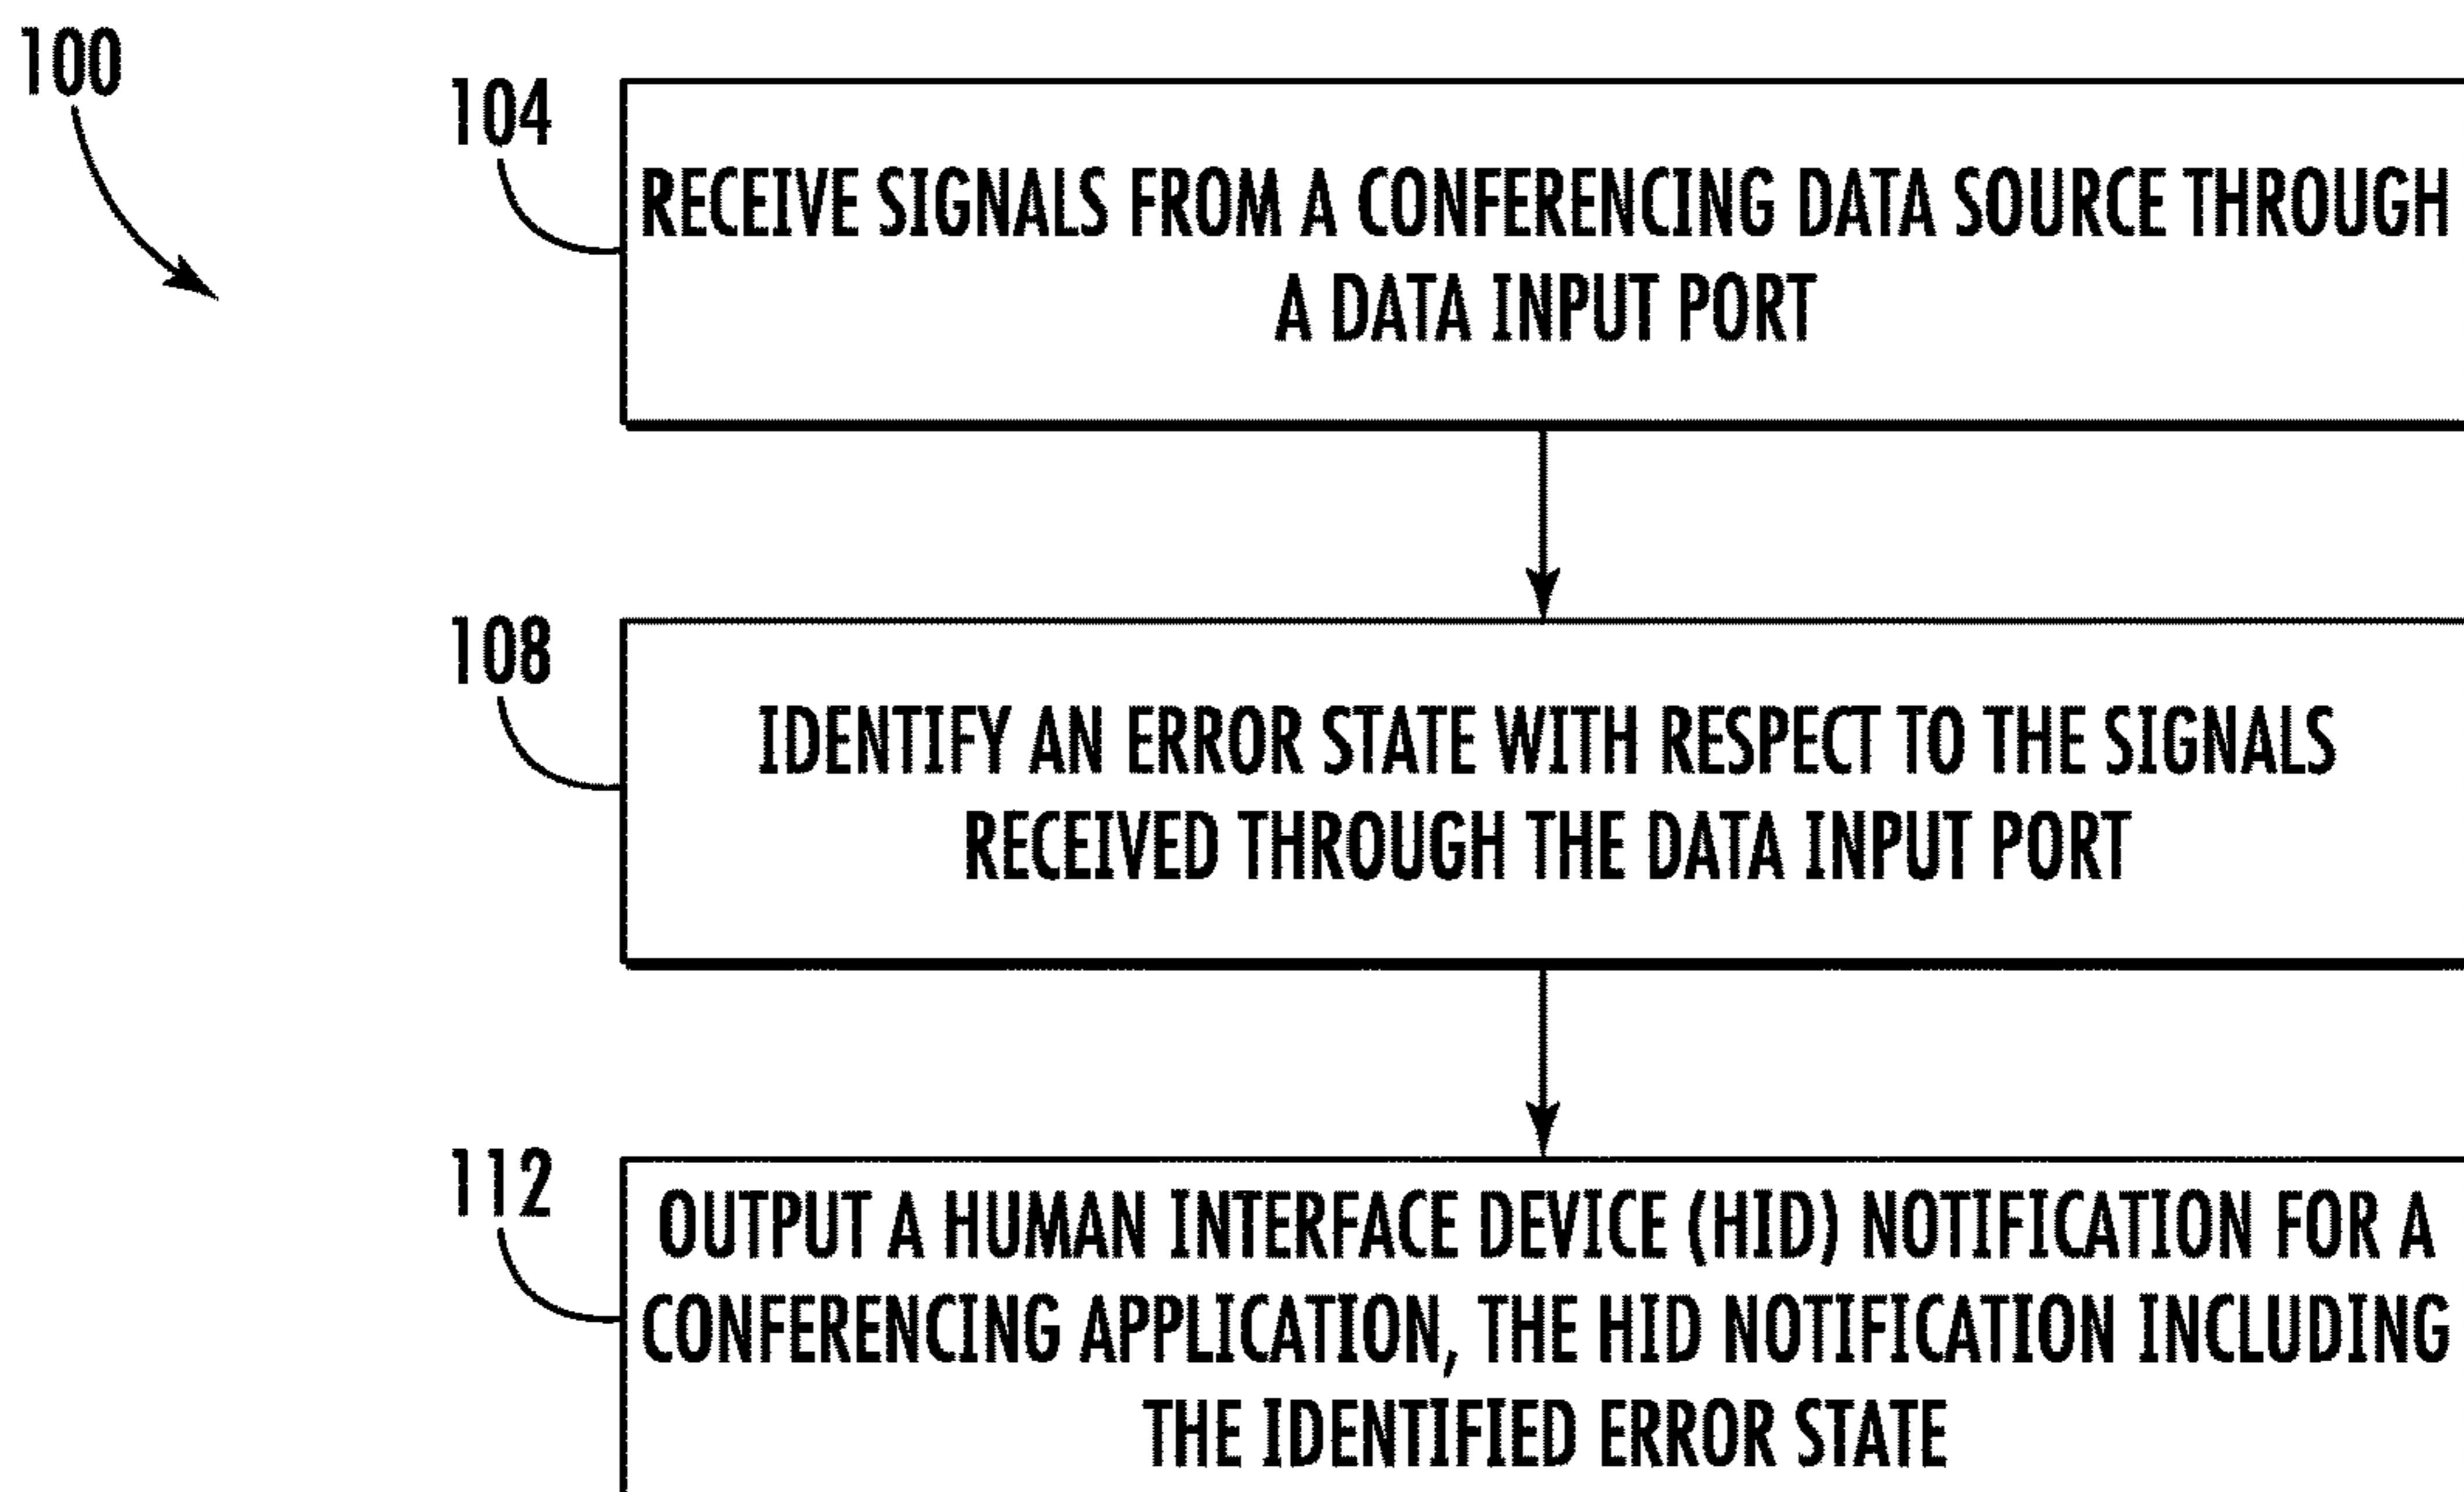 100
104
RECEIVE SIGNALS FROM A CONFERENCING DATA SOURCE THROUGH
A DATA INPUT PORT
108
IDENTIFY AN ERROR STATE WITH RESPECT TO THE SIGNALS
RECEIVED THROUGH THE DATA INPUT PORT
112
OUTPUT A HUMAN INTERFACE DEVICE (HID) NOTIFICATION FOR A
CONFERENCING APPLICATION, THE HID NOTIFICATION INCLUDING
THE IDENTIFIED ERROR STATE